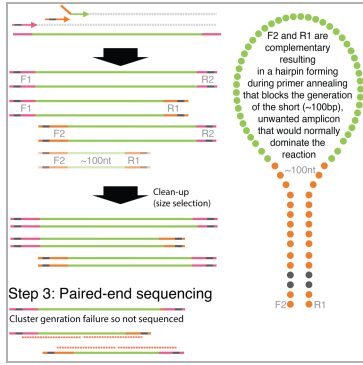 F1 R2
F1 R1
F2 R2
F2 ~100nt R1
Clean-up
(size selection)
Step 3: Paired-end sequencing
Cluster genration failure so not sequenced
F2 and R1 are
complementary
resulting
in a hairpin forming
during primer annealing
that blocks the generation
of the short (~100bp),
unwanted amplicon
that would normally
dominate the
reaction
~100nt
F2 R1